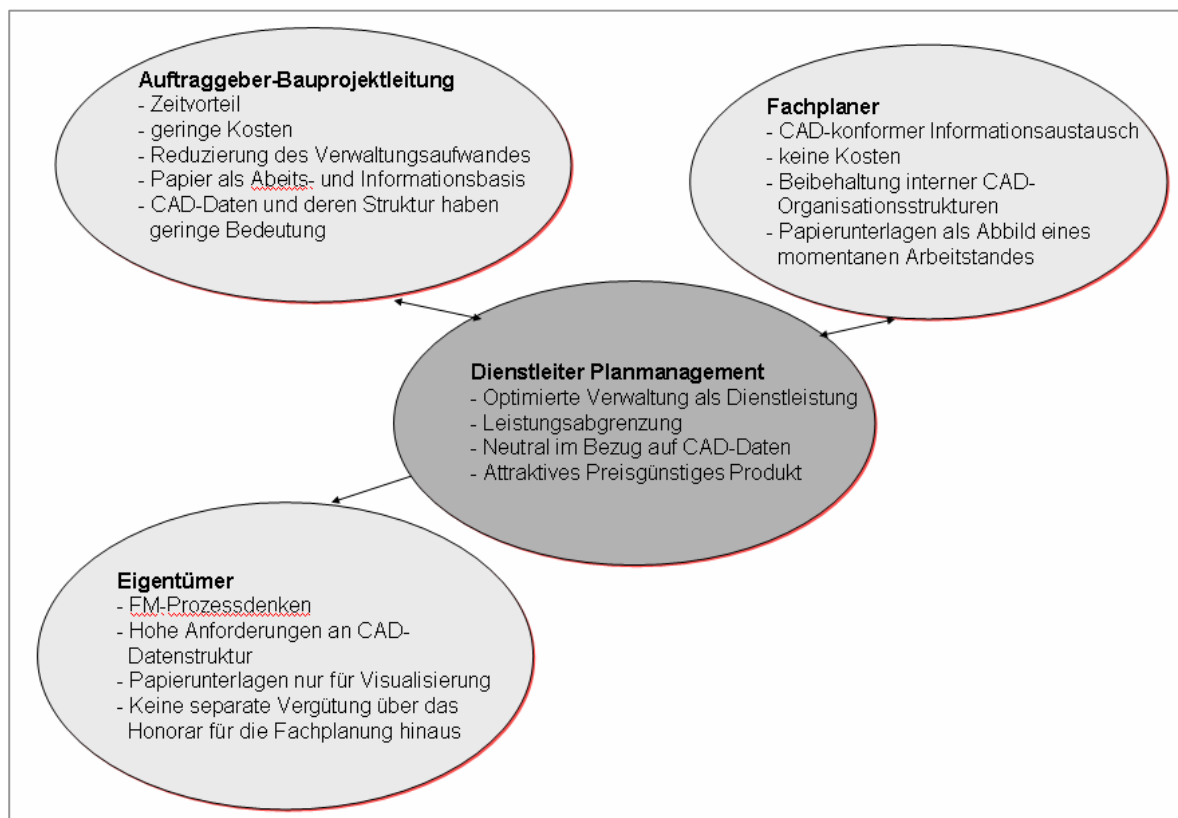 Auftraggeber-Bauprojektleitung
- Zeitvorteil
- geringe Kosten
- Reduzierung des Verwaltungsaufwandes
- Papier als Abeits- und Informationsbasis
- CAD-Daten und deren Struktur haben
geringe Bedeutung
Fachplaner
- CAD-konformer Informationsaustausch
- keine Kosten
- Beibehaltung interner CAD-
Organisationsstrukturen
- Papierunterlagen als Abbild eines
momentanen Arbeitstandes
Dienstleiter Planmanagement
- Optimierte Verwaltung als Dienstleistung
- Leistungsabgrenzung
- Neutral im Bezug auf CAD-Daten
- Attraktives Preisgünstiges Produkt
Eigentümer
- FM-Prozessdenken
- Hohe Anforderungen an CAD-
Datenstruktur
- Papierunterlagen nur für Visualisierung
- Keine separate Vergütung über das
Honorar für die Fachplanung hinaus